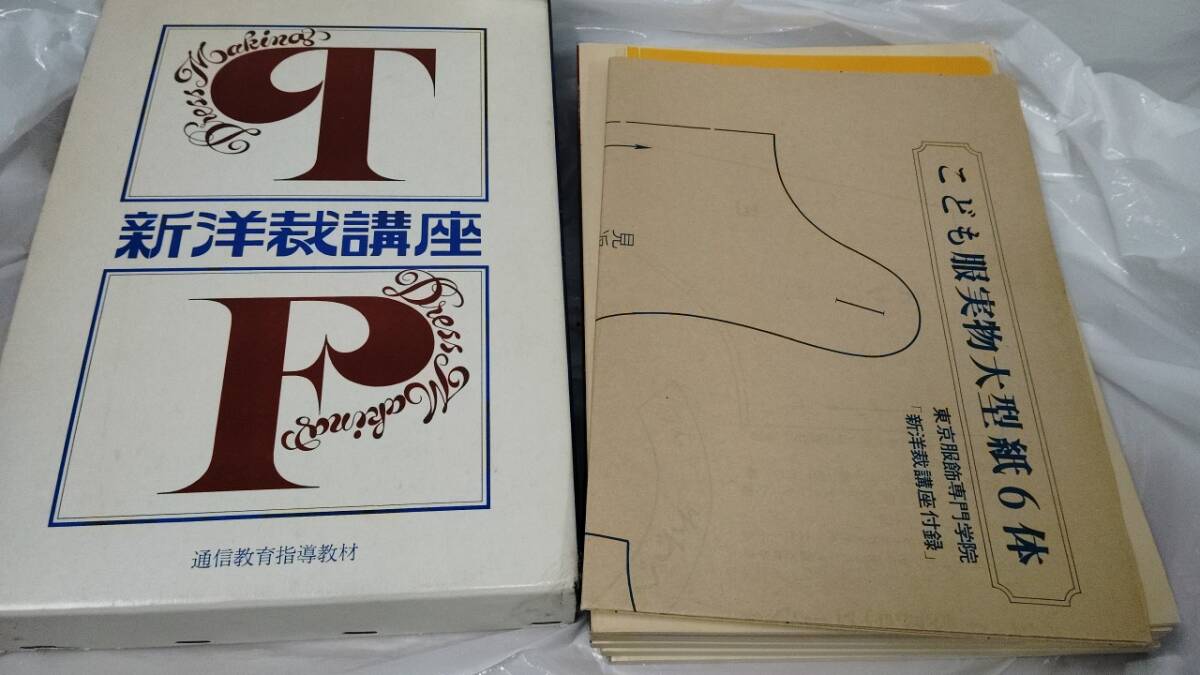 Dress Making
新洋裁講座
Dress Making
通信教育指導教材
こども服実物大型紙6体
東京服飾専門学院
「新洋裁講座付録」
見返